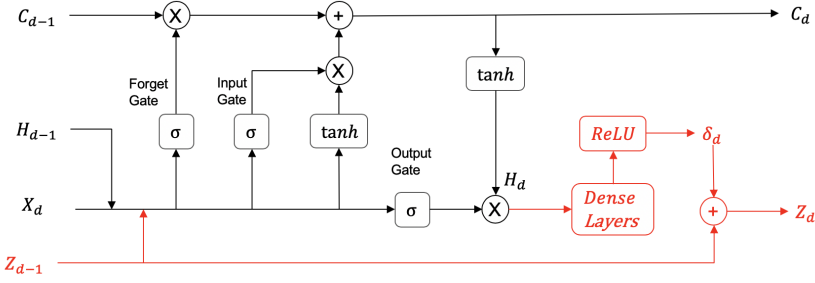 C_{d-1}
X
+
C_d
Forget
Gate
Input
Gate
X
tanh
H_{d-1}
σ
σ
tanh
Output
Gate
ReLU
δ_d
X_d
σ
X
H_d
Dense
Layers
+
Z_d
Z_{d-1}